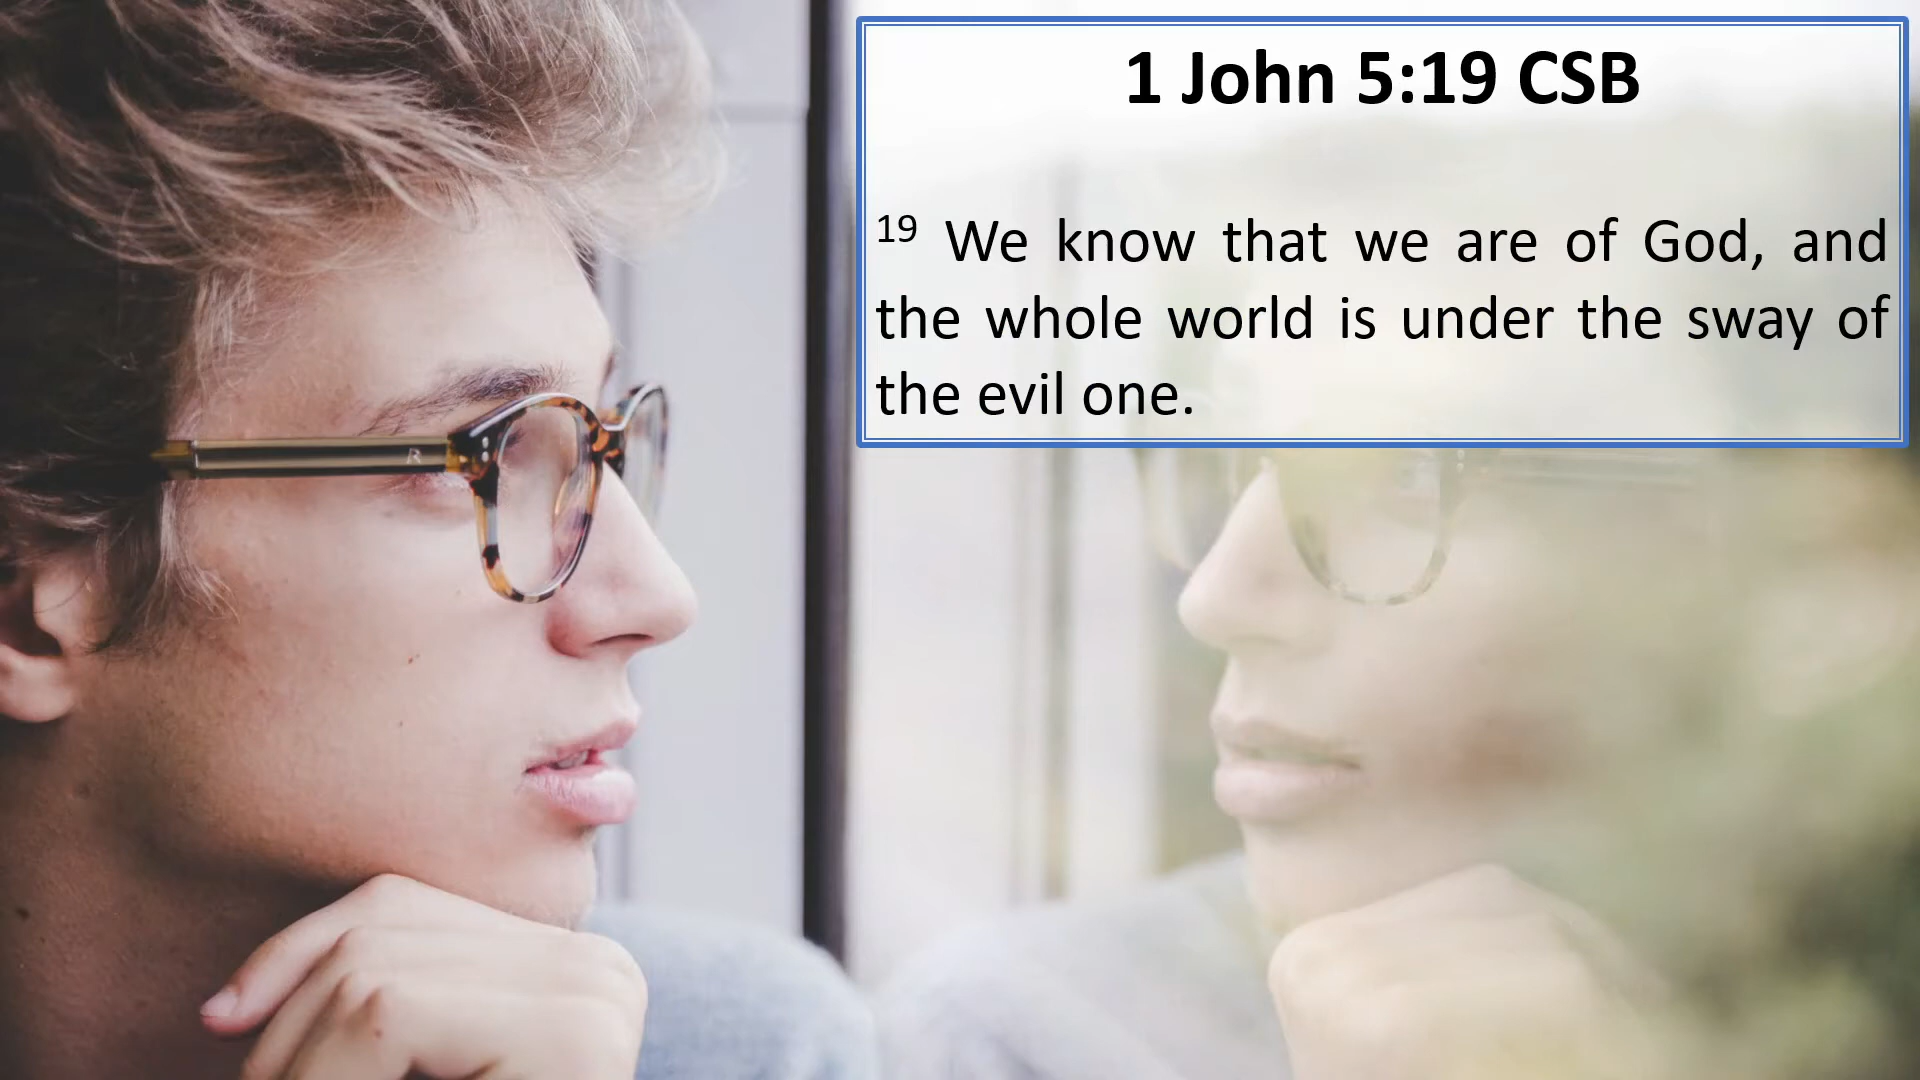 1 John 5:19 CSB
19 We know that we are of God, and
the whole world is under the sway of
the evil one.